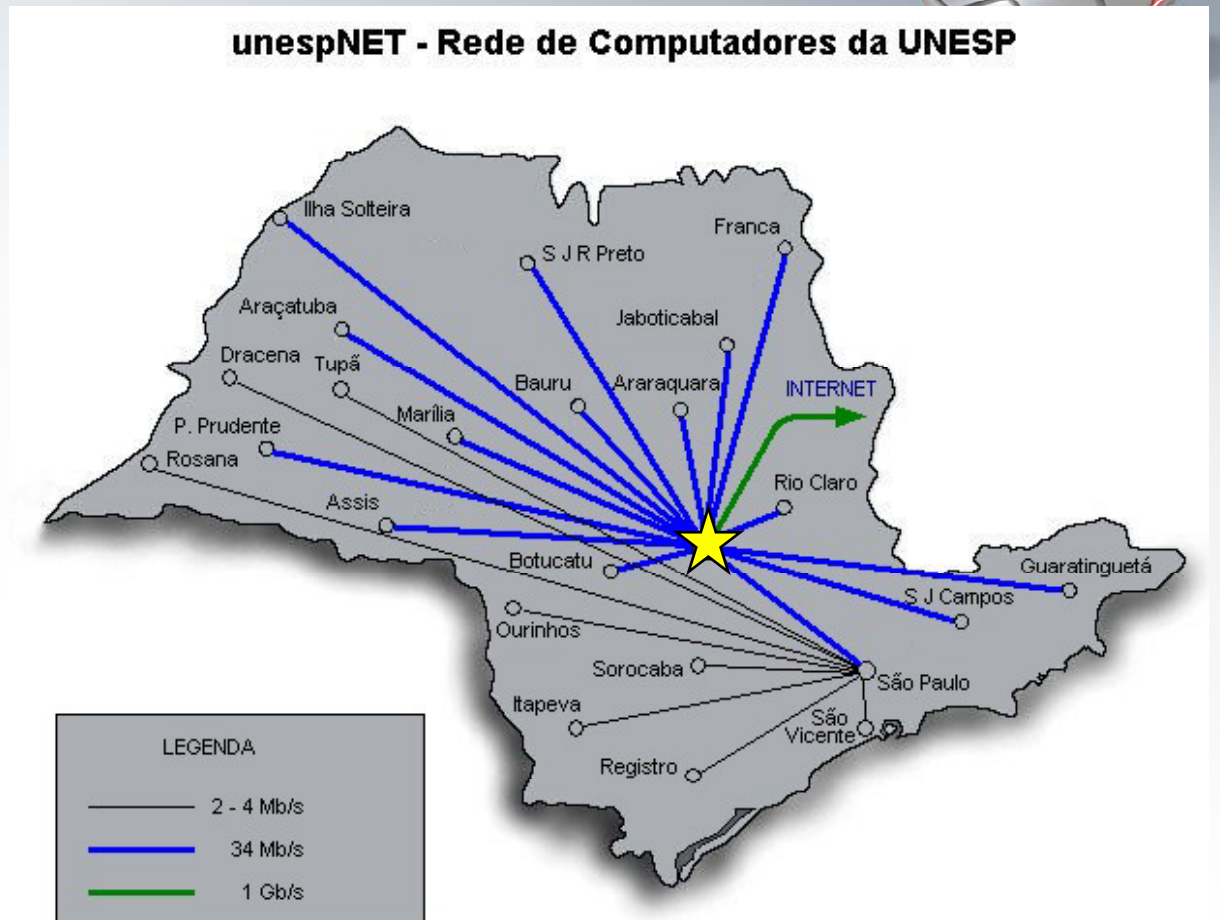 unespNET - Rede de Computadores da UNESP
Ilha Solteira
Franca
S J R Preto
Araçatuba
Jaboticabal
Dracena
Tupã
Bauru
Araraquara
INTERNET
Marília
P. Prudente
Rosana
Rio Claro
Assis
Botucatu
Guaratinguetá
S J Campos
Ourinhos
Sorocaba
São Paulo
Itapeva
São
Vicente
Registro
LEGENDA
2 - 4 Mb/s
34 Mb/s
1 Gb/s